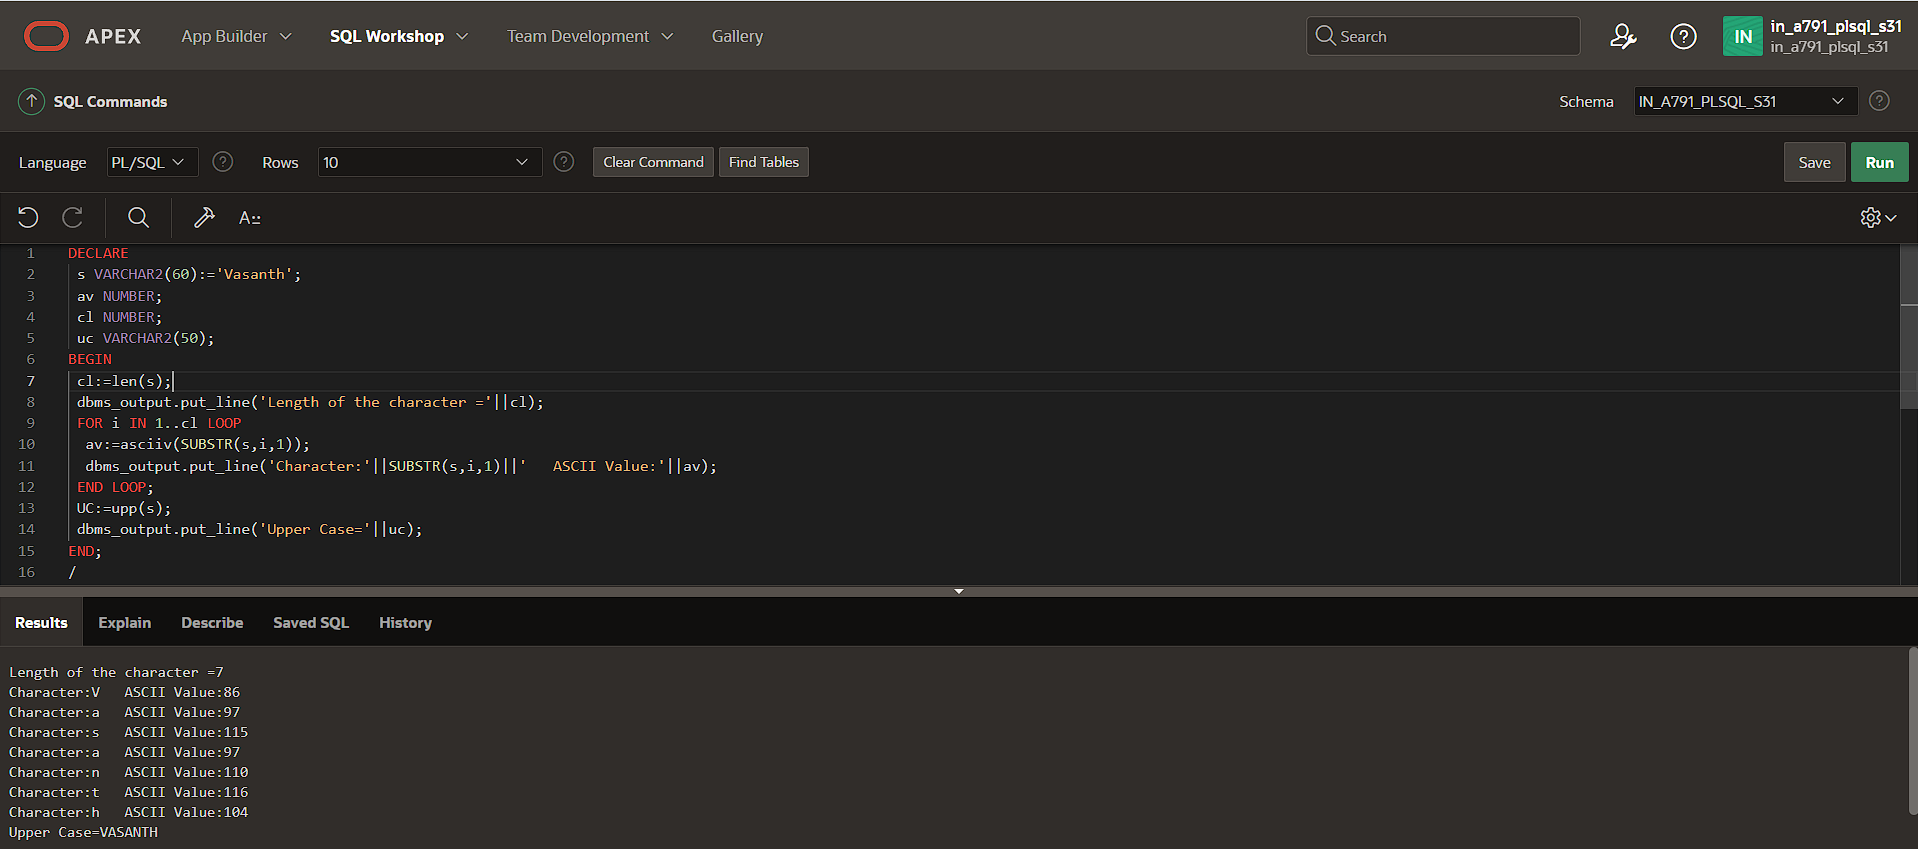 APEX App Builder SQL Workshop Team Development Gallery Search IN in_a791_plsql_s31
in_a791_plsql_s31
SQL Commands Schema IN_A791_PLSQL_S31
Language PL/SQL Rows 10 Clear Command Find Tables Save Run
A::
1 DECLARE
2 s VARCHAR2(60):='Vasanth';
3 av NUMBER;
4 cl NUMBER;
5 uc VARCHAR2(50);
6 BEGIN
7 cl:=len(s);
8 dbms_output.put_line('Length of the character ='||cl);
9 FOR i IN 1..cl LOOP
10 av:=asciiv(SUBSTR(s,i,1));
11 dbms_output.put_line('Character:'||SUBSTR(s,i,1)||'   ASCII Value:'||av);
12 END LOOP;
13 UC:=upp(s);
14 dbms_output.put_line('Upper Case='||uc);
15 END;
16 /
Results Explain Describe Saved SQL History
Length of the character =7
Character:V   ASCII Value:86
Character:a   ASCII Value:97
Character:s   ASCII Value:115
Character:a   ASCII Value:97
Character:n   ASCII Value:110
Character:t   ASCII Value:116
Character:h   ASCII Value:104
Upper Case=VASANTH